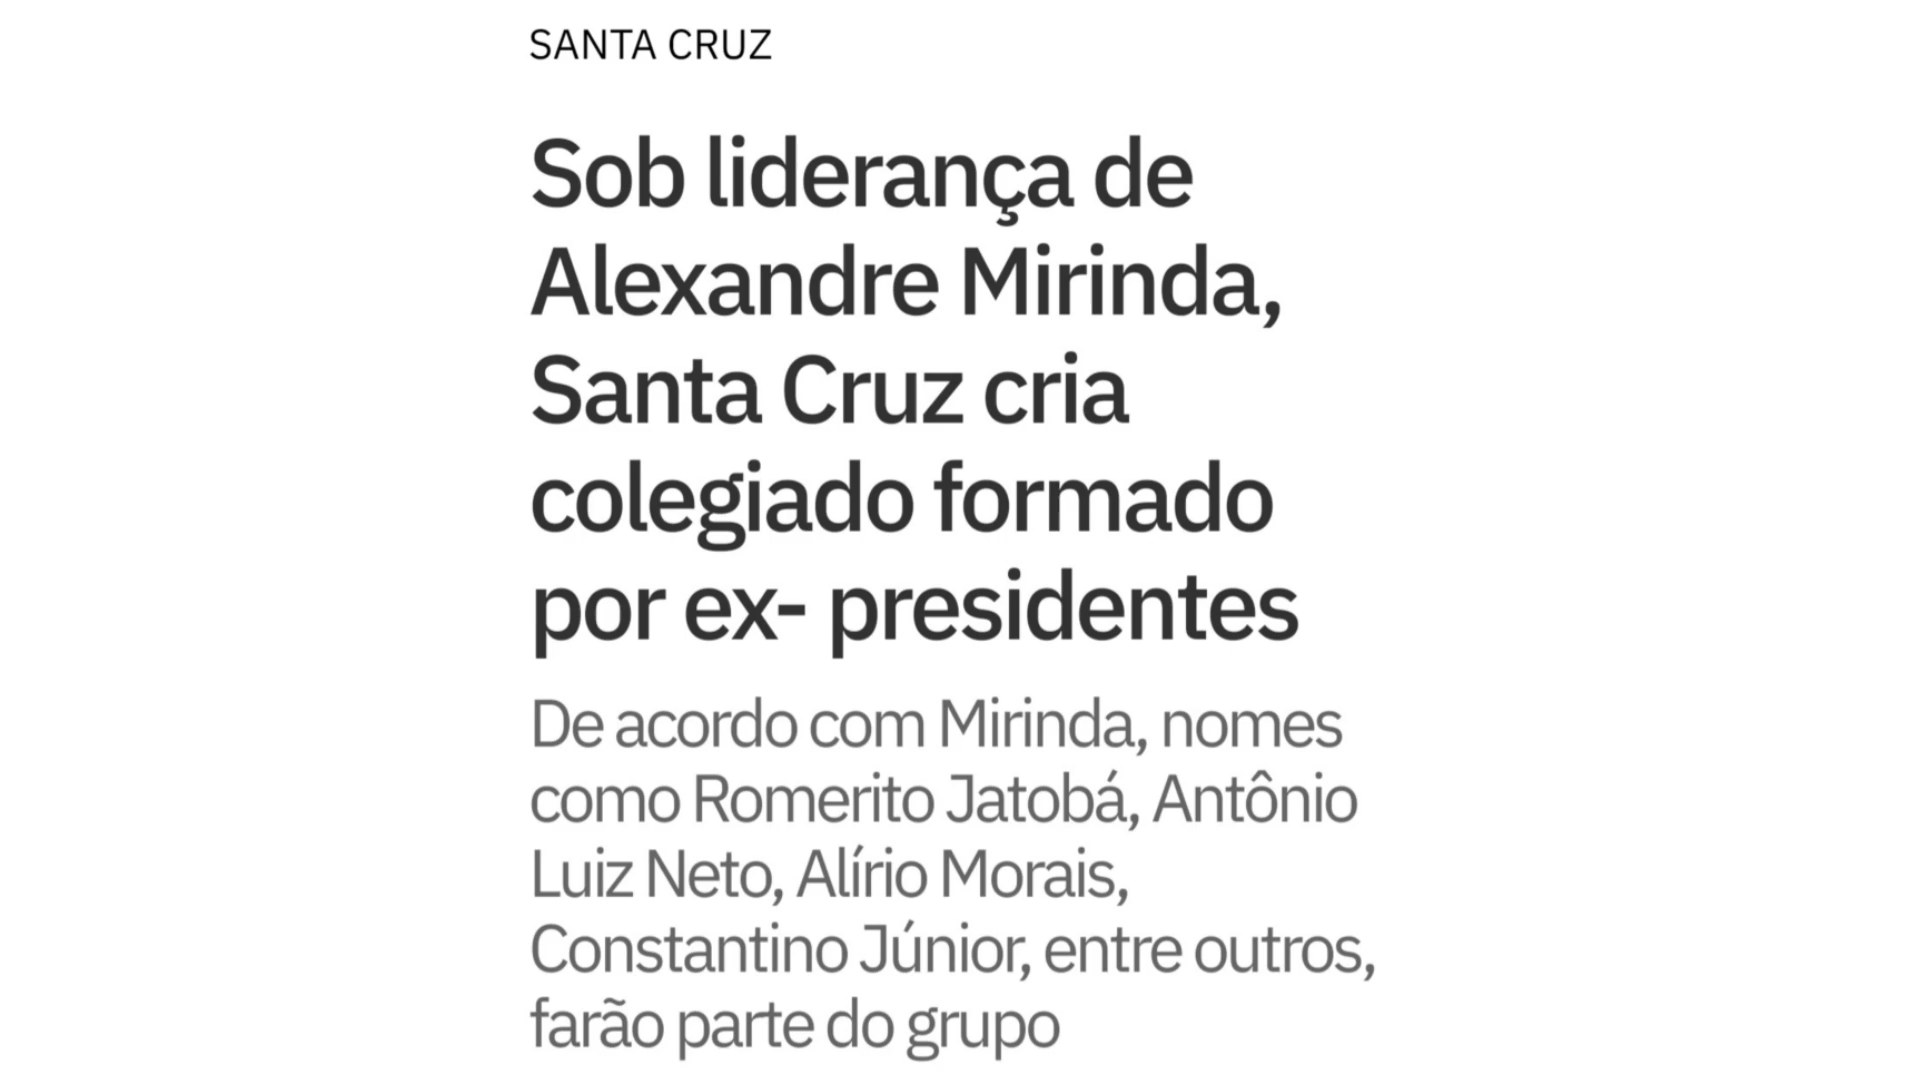 SANTA CRUZ
Sob liderança de
Alexandre Mirinda,
Santa Cruz cria
colegiado formado
por ex- presidentes
De acordo com Mirinda, nomes
como Romerito Jatobá, Antônio
Luiz Neto, Alírio Morais,
Constantino Júnior, entre outros,
farão parte do grupo